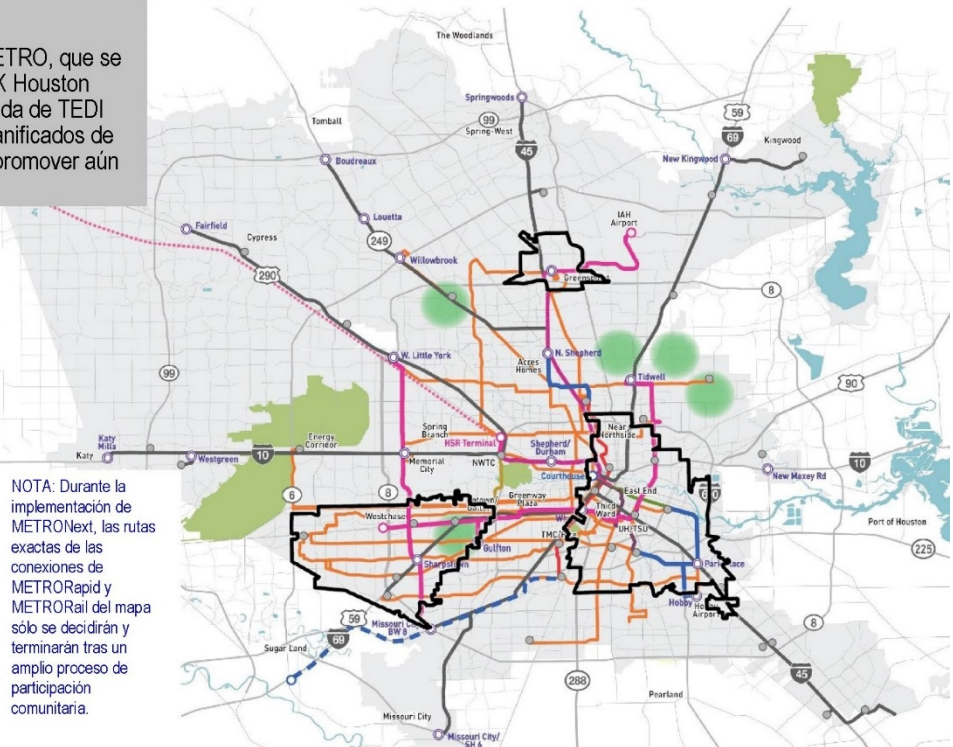 ETRO, que se
K Houston
da de TEDI
anificados de
promover aún
The Woodlands
Springwoods
99
Spring-West
Tomball
59
69
Kingwood
45
New Kingwood
Boudreaux
Louetta
IAH
Airport
Fairfield
Cypress
249
Willowbrook
290
8
W. Little York
Acres
Homes
N. Shepherd
Tidwell
99
90
Spring
Branch
HSR Terminal
Near
Northside
Katy
Mills
Katy
Westgreen
10
Energy
Corridor
Memorial
City
NWTC
Shepherd/
Durham
Courthouse
New Maxey Rd
10
6
8
Westchase
Greenway
Plaza
East End
Third
Ward
UH/TSU
Port of Houston
225
Gulfton
Sharpstown
Hobby
Airport
Missouri City
BW 8
59
69
Sugar Land
8
45
288
Pearland
Missouri City
Missouri City/
SH 6
NOTA: Durante la
implementación de
METRONext, las rutas
exactas de las
conexiones de
METRORapid y
METRORail del mapa
sólo se decidirán y
terminarán tras un
amplio proceso de
participación
comunitaria.